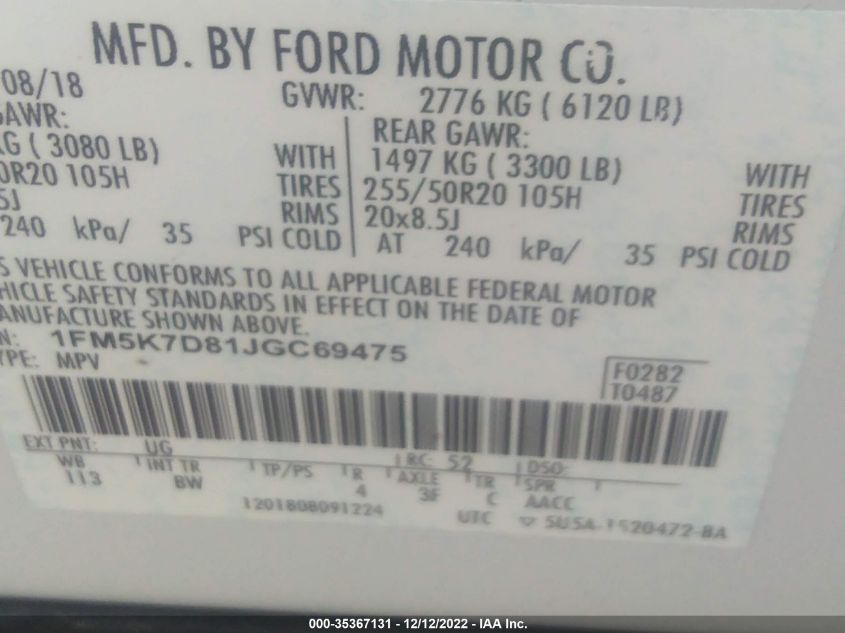 MFD. BY FORD MOTOR CO.
08/18 GVWR: 2776 KG ( 6120 LB)
GAWR: REAR GAWR:
KG ( 3080 LB) WITH 1497 KG ( 3300 LB) WITH
0R20 105H TIRES 255/50R20 105H TIRES
5J RIMS 20x8.5J RIMS
240 kPa/ 35 PSI COLD AT 240 kPa/ 35 PSI COLD
S VEHICLE CONFORMS TO ALL APPLICABLE FEDERAL MOTOR
HICLE SAFETY STANDARDS IN EFFECT ON THE DATE OF
ANUFACTURE SHOWN ABOVE.
N: 1FM5K7D81JGC69475
YPE: MPV F0282
T0487
EXT PNT: UG RC: 52 DSO:
WB INT TR TP/PS R AXLE TR SPR
113 BW 4 3F C AACC
1201808091224 UTC ▽ 5U5A-1520472-BA
000-35367131 - 12/12/2022 - IAA Inc.